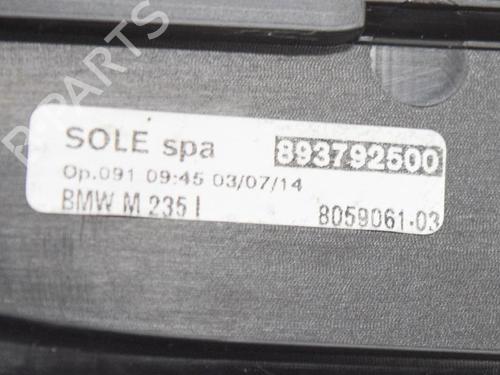 B-PARTS
SOLE spa 893792500
Op.091 09:45 03/07/14
BMW M 235 I 8059061-03